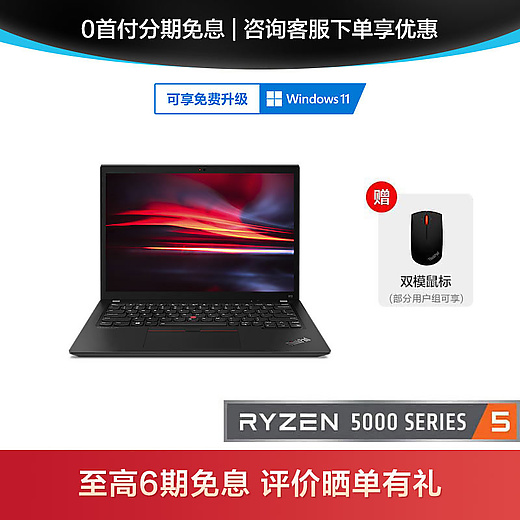 0首付分期免息 | 咨询客服下单享优惠
可享免费升级 Windows 11
赠
双模鼠标
(部分用户组可享)
ThinkPad
RYZEN 5000 SERIES 5
至高6期免息 评价晒单有礼